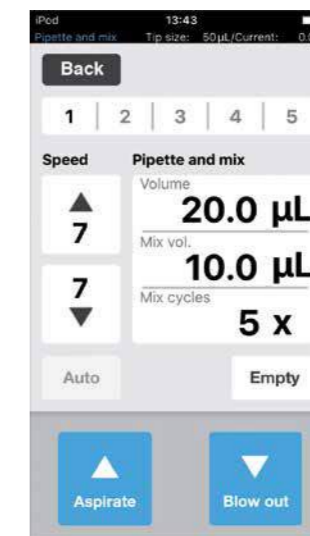 iPod 13:43
Pipette and mix Tip size: 50µL/Current: 0.
Back
1 2 3 4 5
Speed Pipette and mix
Volume
7 20.0 µL
Mix vol.
7 10.0 µL
Mix cycles
5 x
Auto Empty
Aspirate Blow out